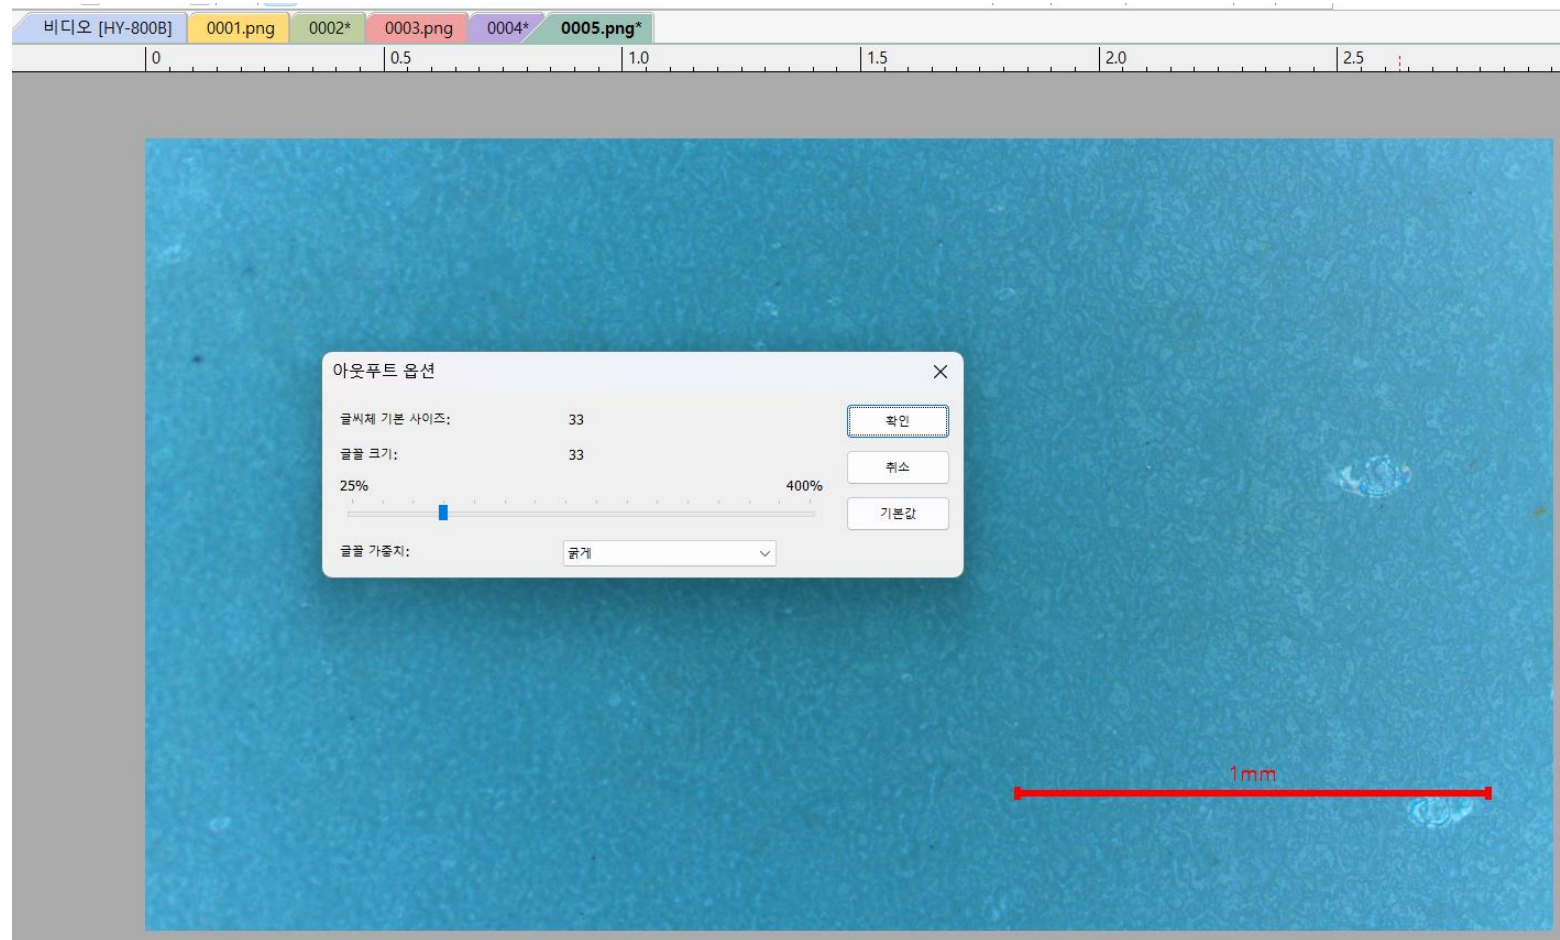 비디오 [HY-800B] 0001.png 0002* 0003.png 0004* 0005.png*
0 0.5 1.0 1.5 2.0 2.5
아웃푸트 옵션
글씨체 기본 사이즈: 33
확인
글꼴 크기: 33
취소
25% 400%
기본값
글꼴 가중치: 굵게
1mm